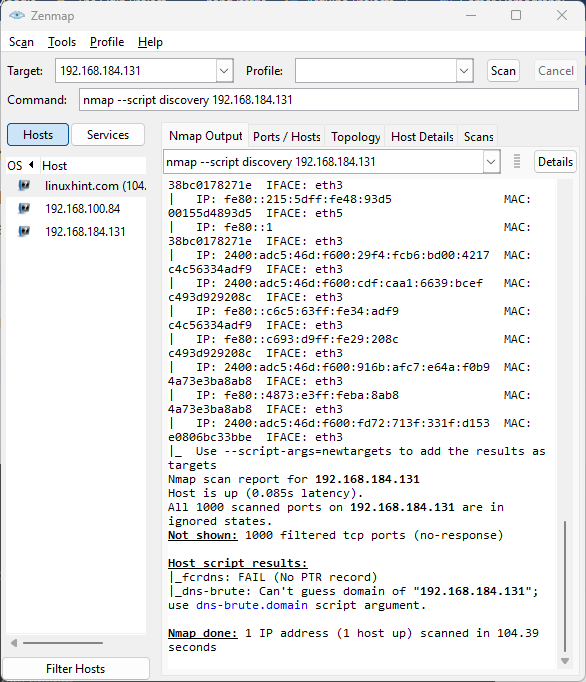 Zenmap
Scan Tools Profile Help
Target: 192.168.184.131 Profile: Scan Cancel
Command: nmap --script discovery 192.168.184.131
Hosts Services
OS Host
linuxhint.com (104.
192.168.100.84
192.168.184.131
Filter Hosts
Nmap Output Ports / Hosts Topology Host Details Scans
nmap --script discovery 192.168.184.131 Details
38bc0178271e IFACE: eth3
| IP: fe80::215:5dff:fe48:93d5 MAC:
00155d4893d5 IFACE: eth5
| IP: fe80::1 MAC:
38bc0178271e IFACE: eth3
| IP: 2400:adc5:46d:f600:29f4:fcb6:bd00:4217 MAC:
c4c56334adf9 IFACE: eth3
| IP: 2400:adc5:46d:f600:cdf:caa1:6639:bcef MAC:
c493d929208c IFACE: eth3
| IP: fe80::c6c5:63ff:fe34:adf9 MAC:
c4c56334adf9 IFACE: eth3
| IP: fe80::c693:d9ff:fe29:208c MAC:
c493d929208c IFACE: eth3
| IP: 2400:adc5:46d:f600:916b:afc7:e64a:f0b9 MAC:
4a73e3ba8ab8 IFACE: eth3
| IP: fe80::4873:e3ff:feba:8ab8 MAC:
4a73e3ba8ab8 IFACE: eth3
| IP: 2400:adc5:46d:f600:fd72:713f:331f:d153 MAC:
e0806bc33bbe IFACE: eth3
|_ Use --script-args=newtargets to add the results as
targets
Nmap scan report for 192.168.184.131
Host is up (0.085s latency).
All 1000 scanned ports on 192.168.184.131 are in
ignored states.
Not shown: 1000 filtered tcp ports (no-response)
Host script results:
|_fcrdns: FAIL (No PTR record)
|_dns-brute: Can't guess domain of "192.168.184.131";
use dns-brute.domain script argument.
Nmap done: 1 IP address (1 host up) scanned in 104.39
seconds